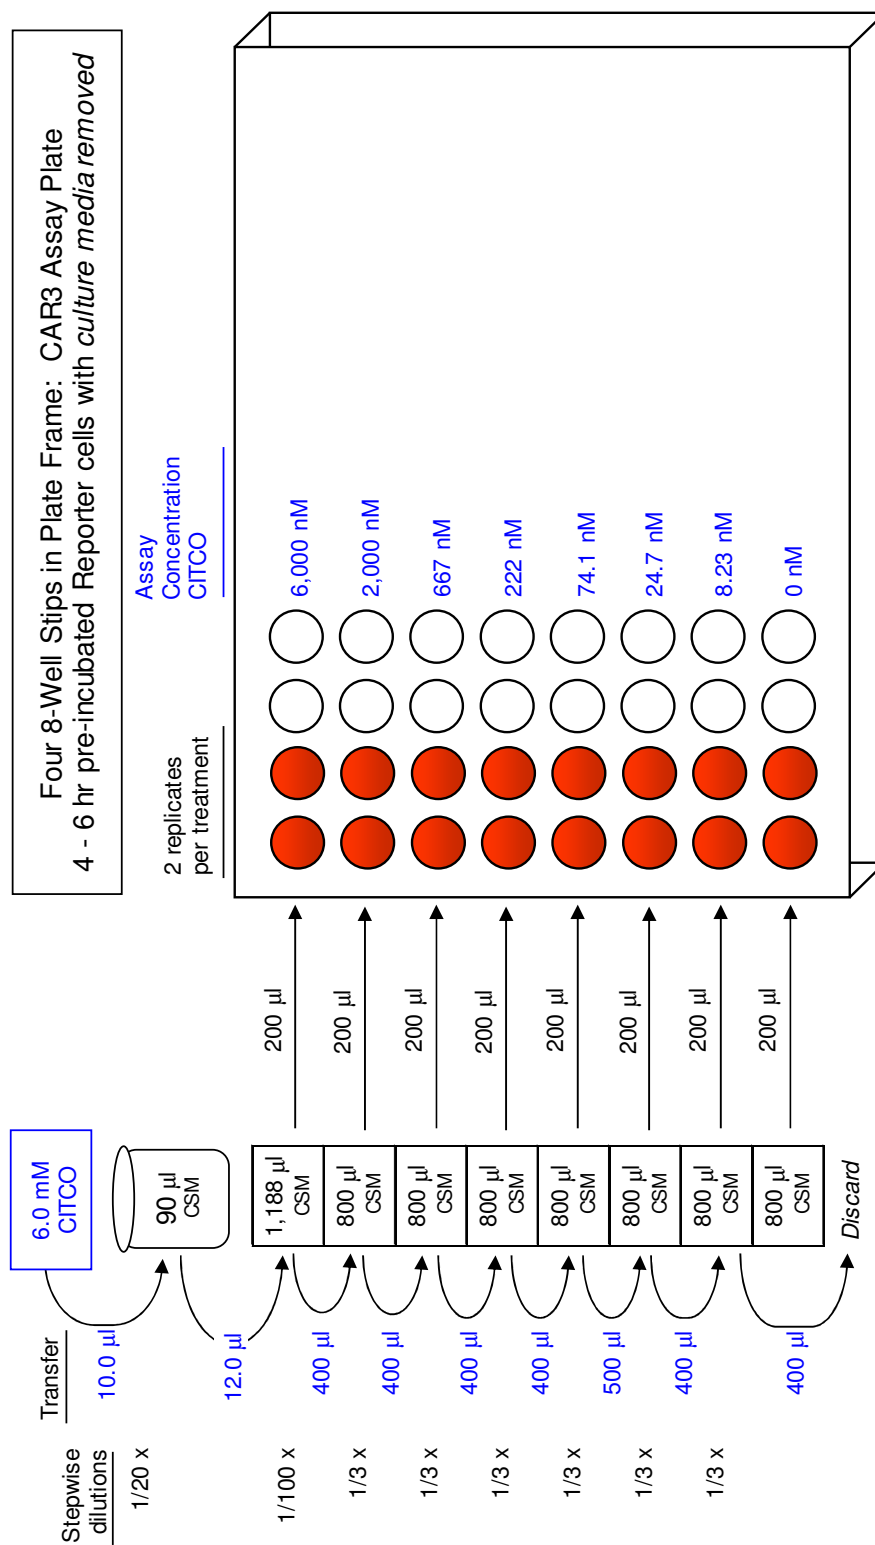 Four 8-Well Stips in Plate Frame: CAR3 Assay Plate
4 - 6 hr pre-incubated Reporter cells with culture media removed
Stepwise
dilutions
Transfer
6.0 mM
CITCO
2 replicates
per treatment
Assay
Concentration
CITCO
1/20 x
10.0 µl
90 µl
CSM
12.0 µl
1/100 x
1,188 µl
CSM
200 µl
6,000 nM
400 µl
1/3 x
800 µl
CSM
200 µl
2,000 nM
400 µl
1/3 x
800 µl
CSM
200 µl
667 nM
400 µl
1/3 x
800 µl
CSM
200 µl
222 nM
400 µl
1/3 x
800 µl
CSM
200 µl
74.1 nM
500 µl
1/3 x
800 µl
CSM
200 µl
24.7 nM
400 µl
1/3 x
800 µl
CSM
200 µl
8.23 nM
400 µl
800 µl
CSM
200 µl
0 nM
Discard